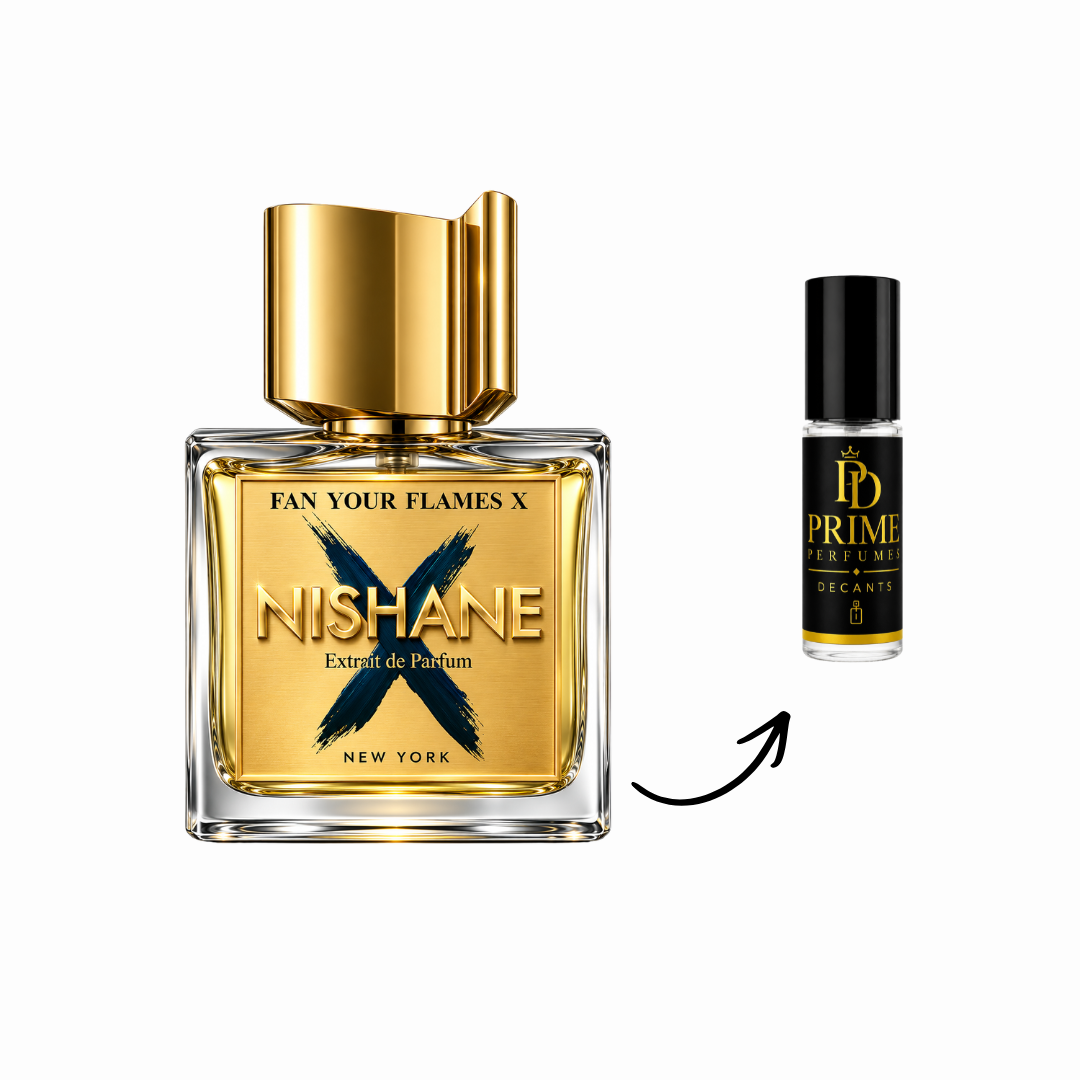 FAN YOUR FLAMES X
NISHANE
Extrait de Parfum
NEW YORK
PD
PRIME
PERFUMES
DECANTS